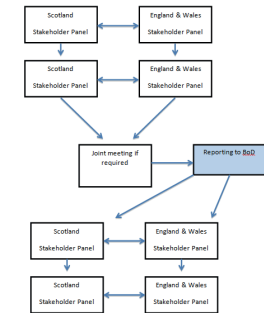 Scotland
Stakeholder Panel
England & Wales
Stakeholder Panel
Scotland
Stakeholder Panel
England & Wales
Stakeholder Panel
Joint meeting if
required
Reporting to BoD
Scotland
Stakeholder Panel
England & Wales
Stakeholder Panel
Scotland
Stakeholder Panel
England & Wales
Stakeholder Panel